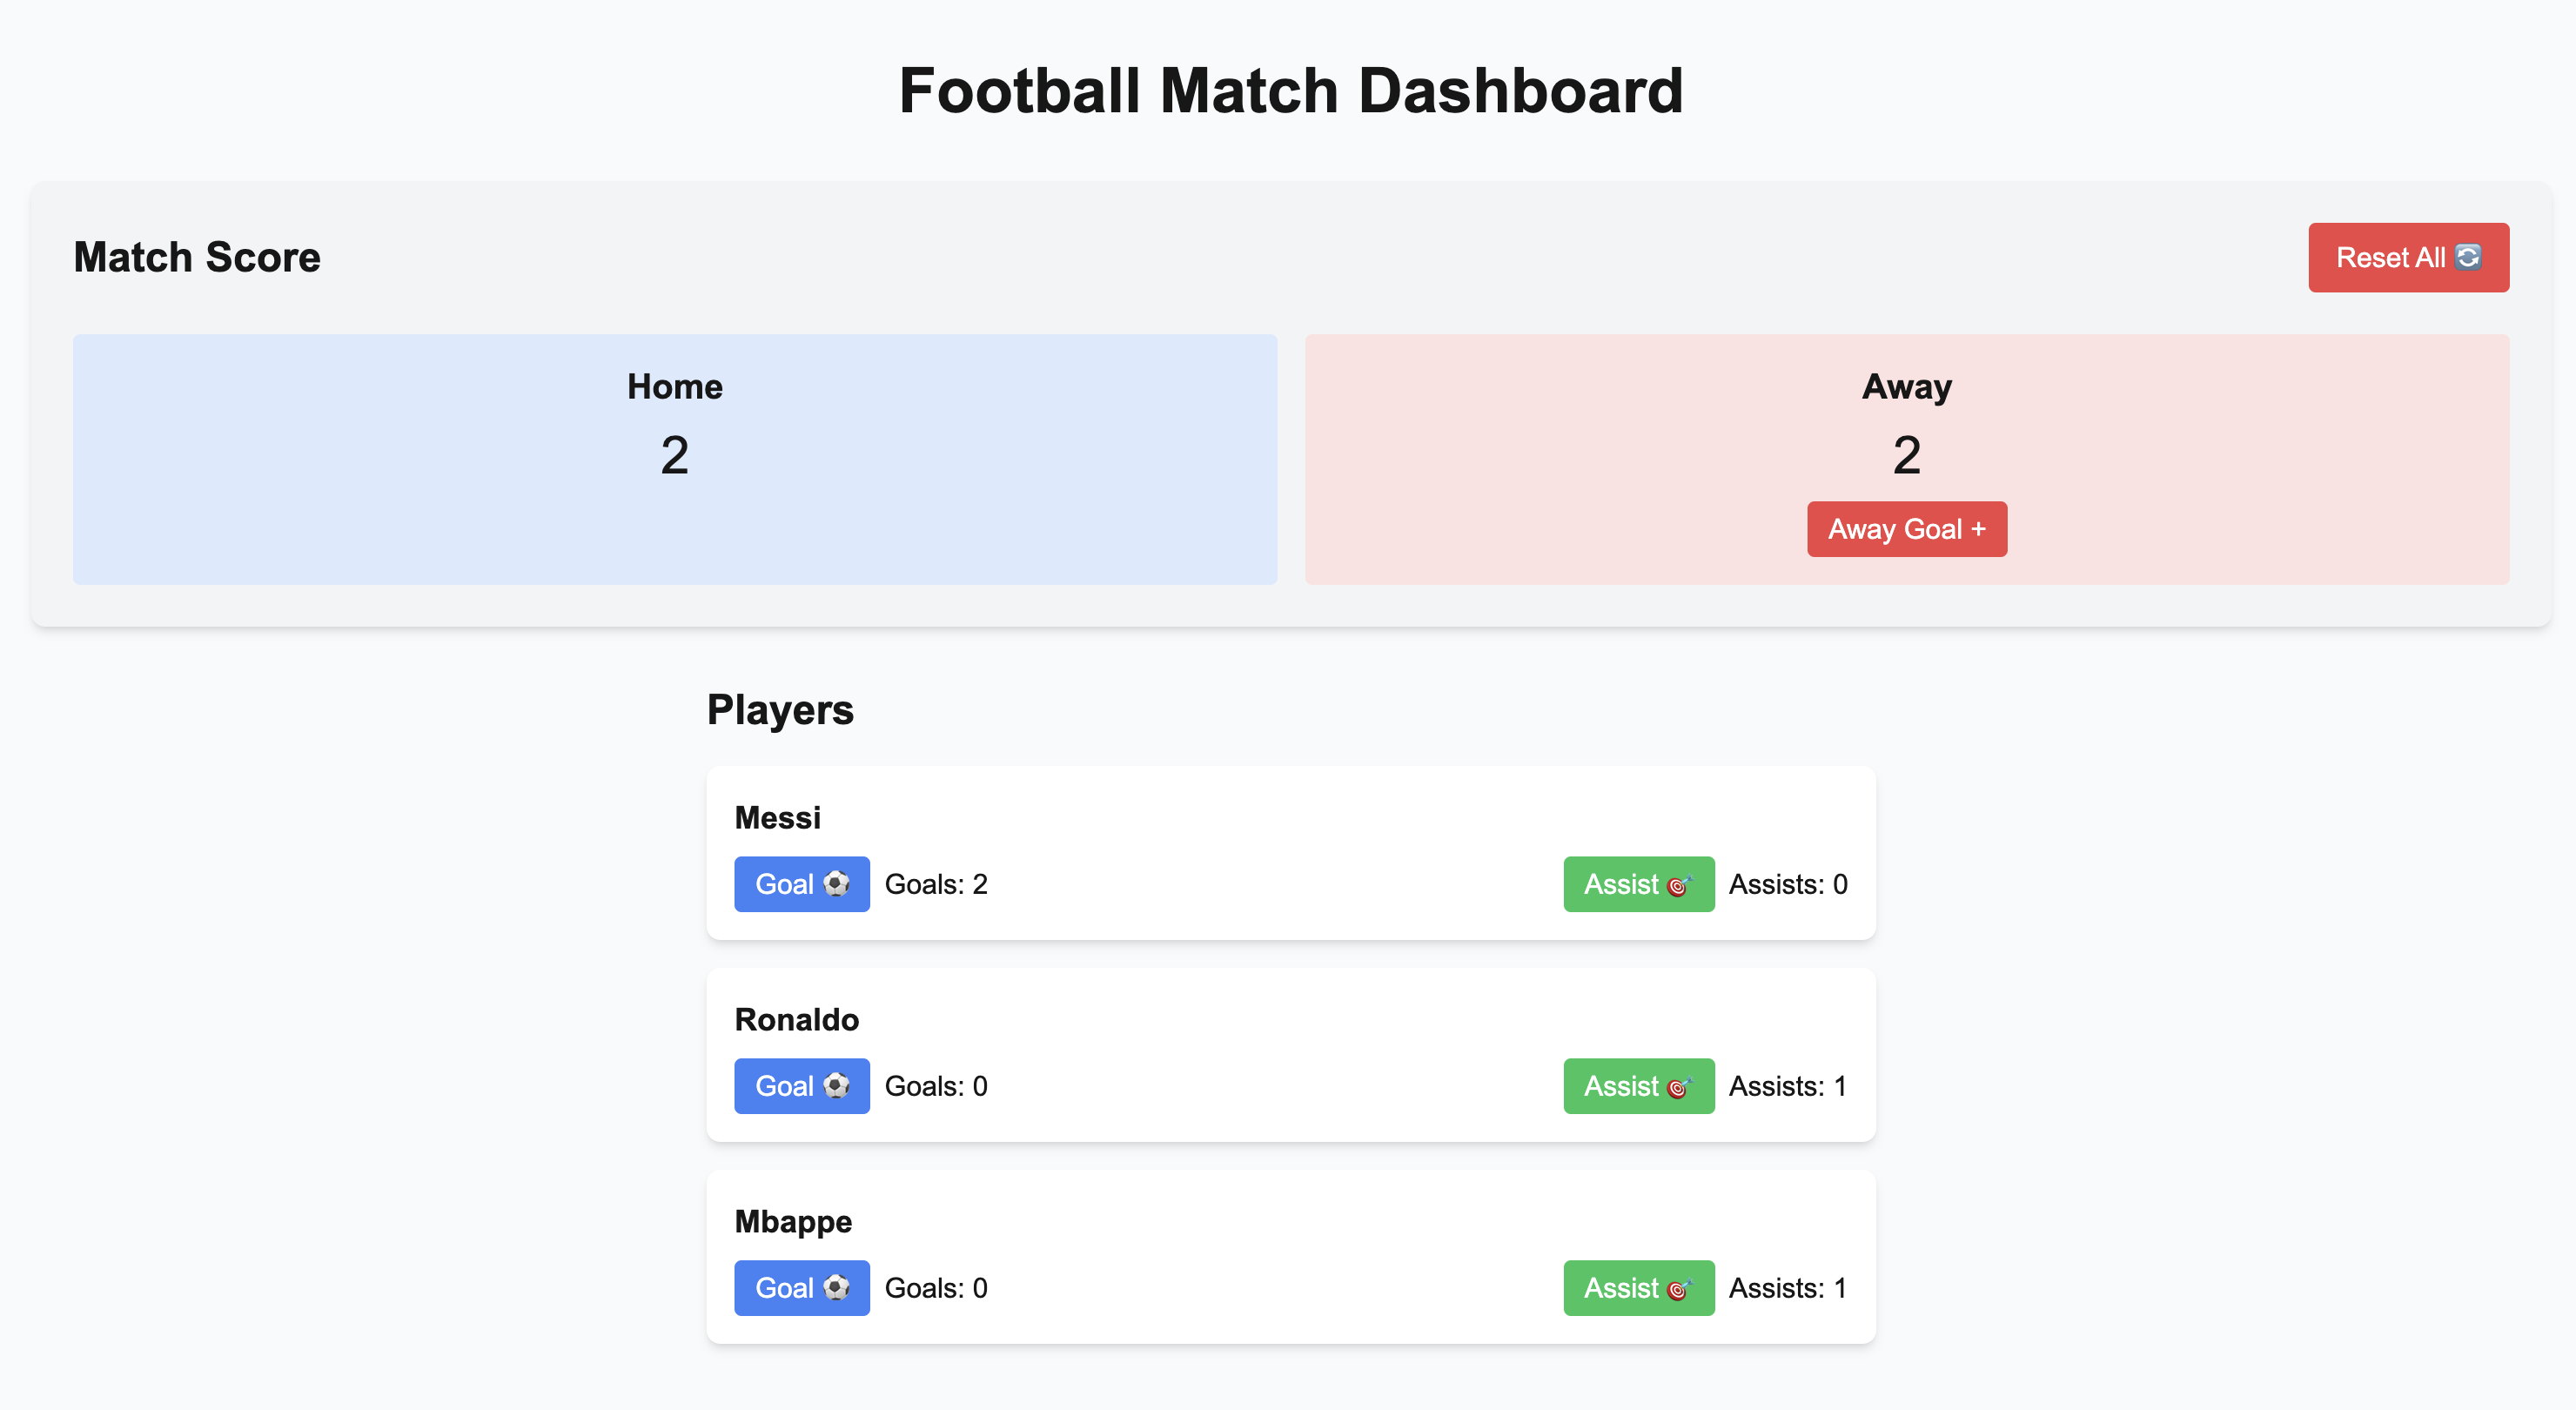 Football Match Dashboard
Match Score
Reset All 🔄
Home
2
Away
2
Away Goal +
Players
Messi
Goal ⚽ Goals: 2 Assist 🎯 Assists: 0
Ronaldo
Goal ⚽ Goals: 0 Assist 🎯 Assists: 1
Mbappe
Goal ⚽ Goals: 0 Assist 🎯 Assists: 1